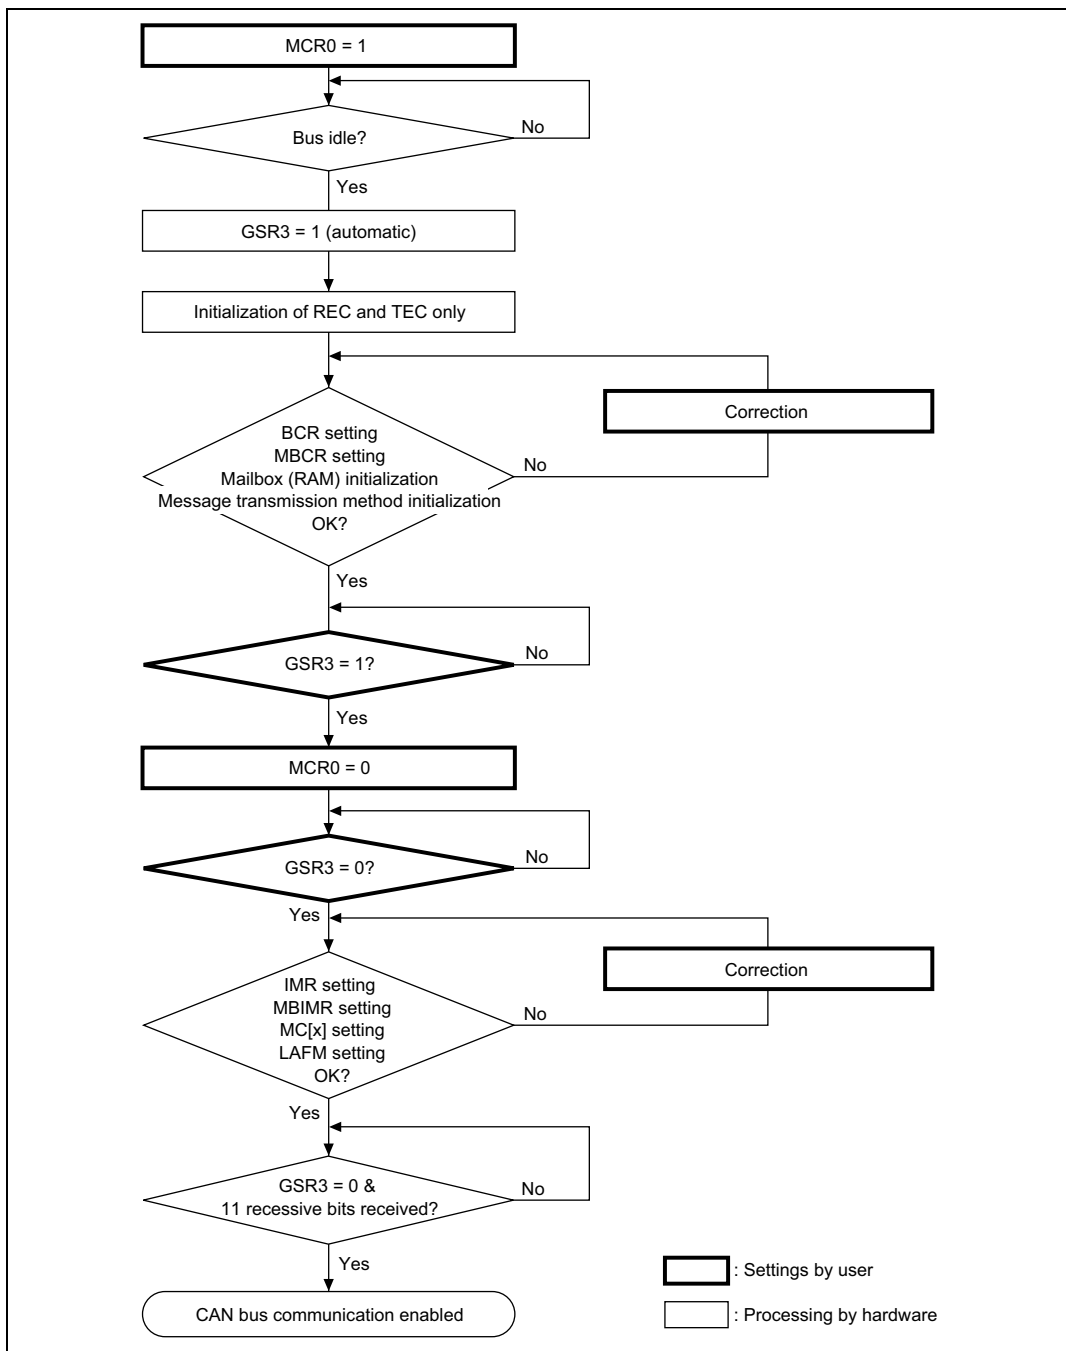 MCR0 = 1
Bus idle?
No
Yes
GSR3 = 1 (automatic)
Initialization of REC and TEC only
Correction
BCR setting
MBCR setting
Mailbox (RAM) initialization
Message transmission method initialization
OK?
No
Yes
GSR3 = 1?
No
Yes
MCR0 = 0
GSR3 = 0?
No
Yes
Correction
IMR setting
MBIMR setting
MC[x] setting
LAFM setting
OK?
No
Yes
GSR3 = 0 &
11 recessive bits received?
No
Yes
CAN bus communication enabled
: Settings by user
: Processing by hardware